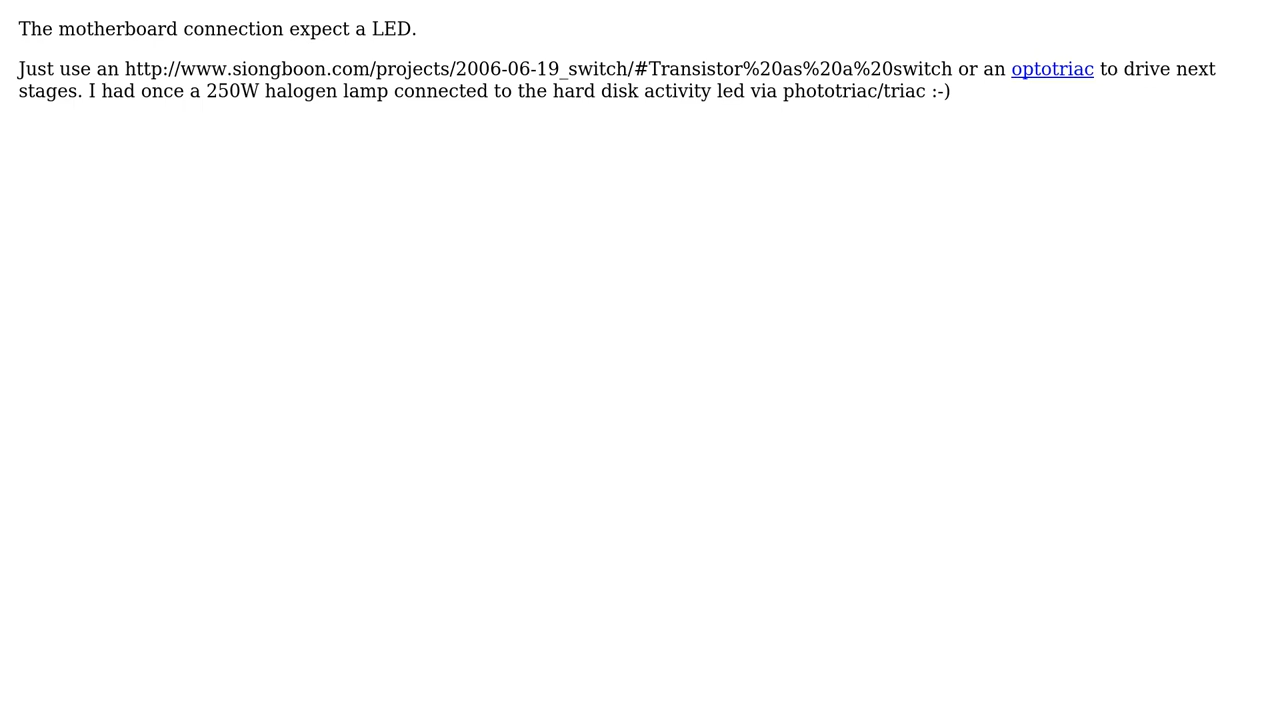 The motherboard connection expect a LED.
Just use an http://www.siongboon.com/projects/2006-06-19_switch/#Transistor%20as%20a%20switch or an optotriac to drive next
stages. I had once a 250W halogen lamp connected to the hard disk activity led via phototriac/triac :-)